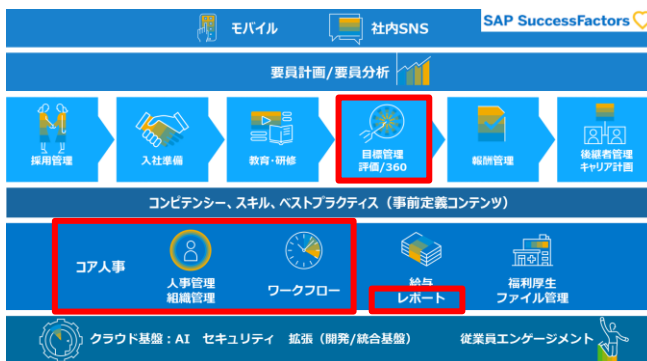 モバイル
社内SNS
SAP SuccessFactors
要員計画/要員分析
採用管理
入社準備
教育・研修
目標管理
評価/360
報酬管理
後継者管理
キャリア計画
コンピテンシー、スキル、ベストプラクティス（事前定義コンテンツ）
コア人事
人事管理
組織管理
ワークフロー
給与
レポート
福利厚生
ファイル管理
クラウド基盤：AI セキュリティ 拡張（開発/統合基盤）
従業員エンゲージメント